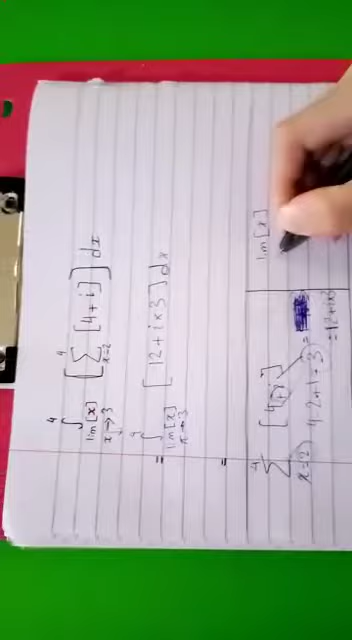 ∫_{lim[x] x→3}^{4} [∑_{x=2}^{4} [4+i]] dx
= ∫_{lim[x] x→3}^{4} [12+i×3] dx
=
∑_{x=2}^{4} [4+i] =
4-2+1=3
=12+i×3
lim[x]